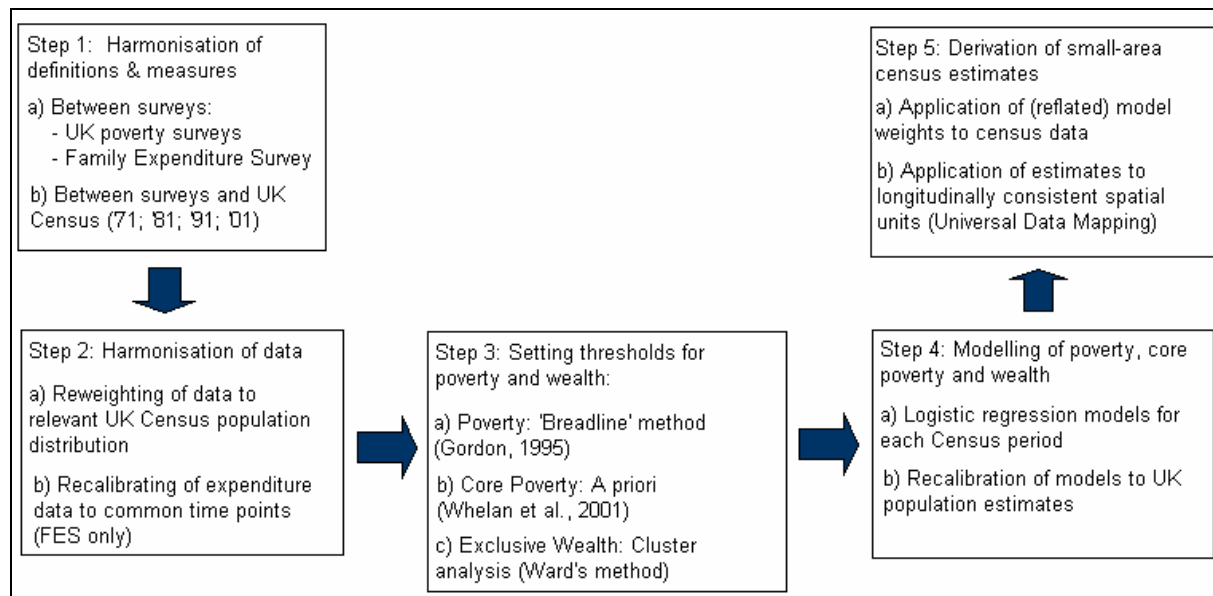 Step 1:  Harmonisation of
definitions & measures
a) Between surveys:
- UK poverty surveys
- Family Expenditure Survey
b) Between surveys and UK
Census (71; '81; '91; '01)
Step 2: Harmonisation of data
a) Reweighting of data to
relevant UK Census population
distribution
b) Recalibrating of expenditure
data to common time points
(FES only)
Step 3: Setting thresholds for
poverty and wealth:
a) Poverty: 'Breadline' method
(Gordon, 1995)
b) Core Poverty: A priori
(Whelan et al., 2001)
c) Exclusive Wealth: Cluster
analysis (Ward's method)
Step 4: Modelling of poverty, core
poverty and wealth
a) Logistic regression models for
each Census period
b) Recalibration of models to UK
population estimates
Step 5: Derivation of small-area
census estimates
a) Application of (reflated) model
weights to census data
b) Application of estimates to
longitudinally consistent spatial
units (Universal Data Mapping)